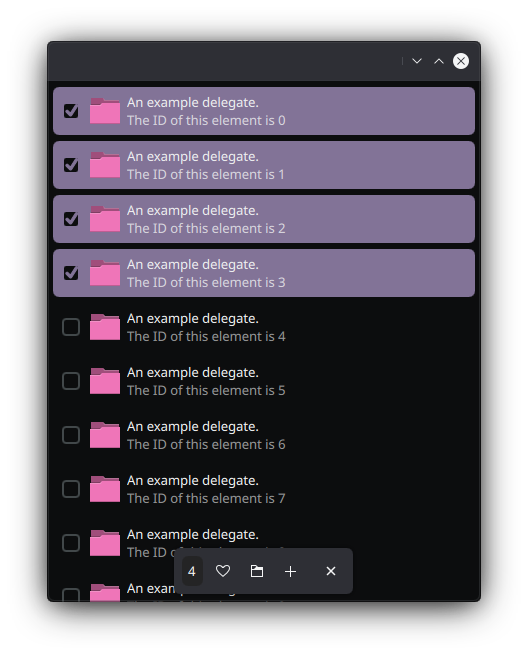 An example delegate.
The ID of this element is 0
An example delegate.
The ID of this element is 1
An example delegate.
The ID of this element is 2
An example delegate.
The ID of this element is 3
An example delegate.
The ID of this element is 4
An example delegate.
The ID of this element is 5
An example delegate.
The ID of this element is 6
An example delegate.
The ID of this element is 7
An example delegate.
The ID
4
An